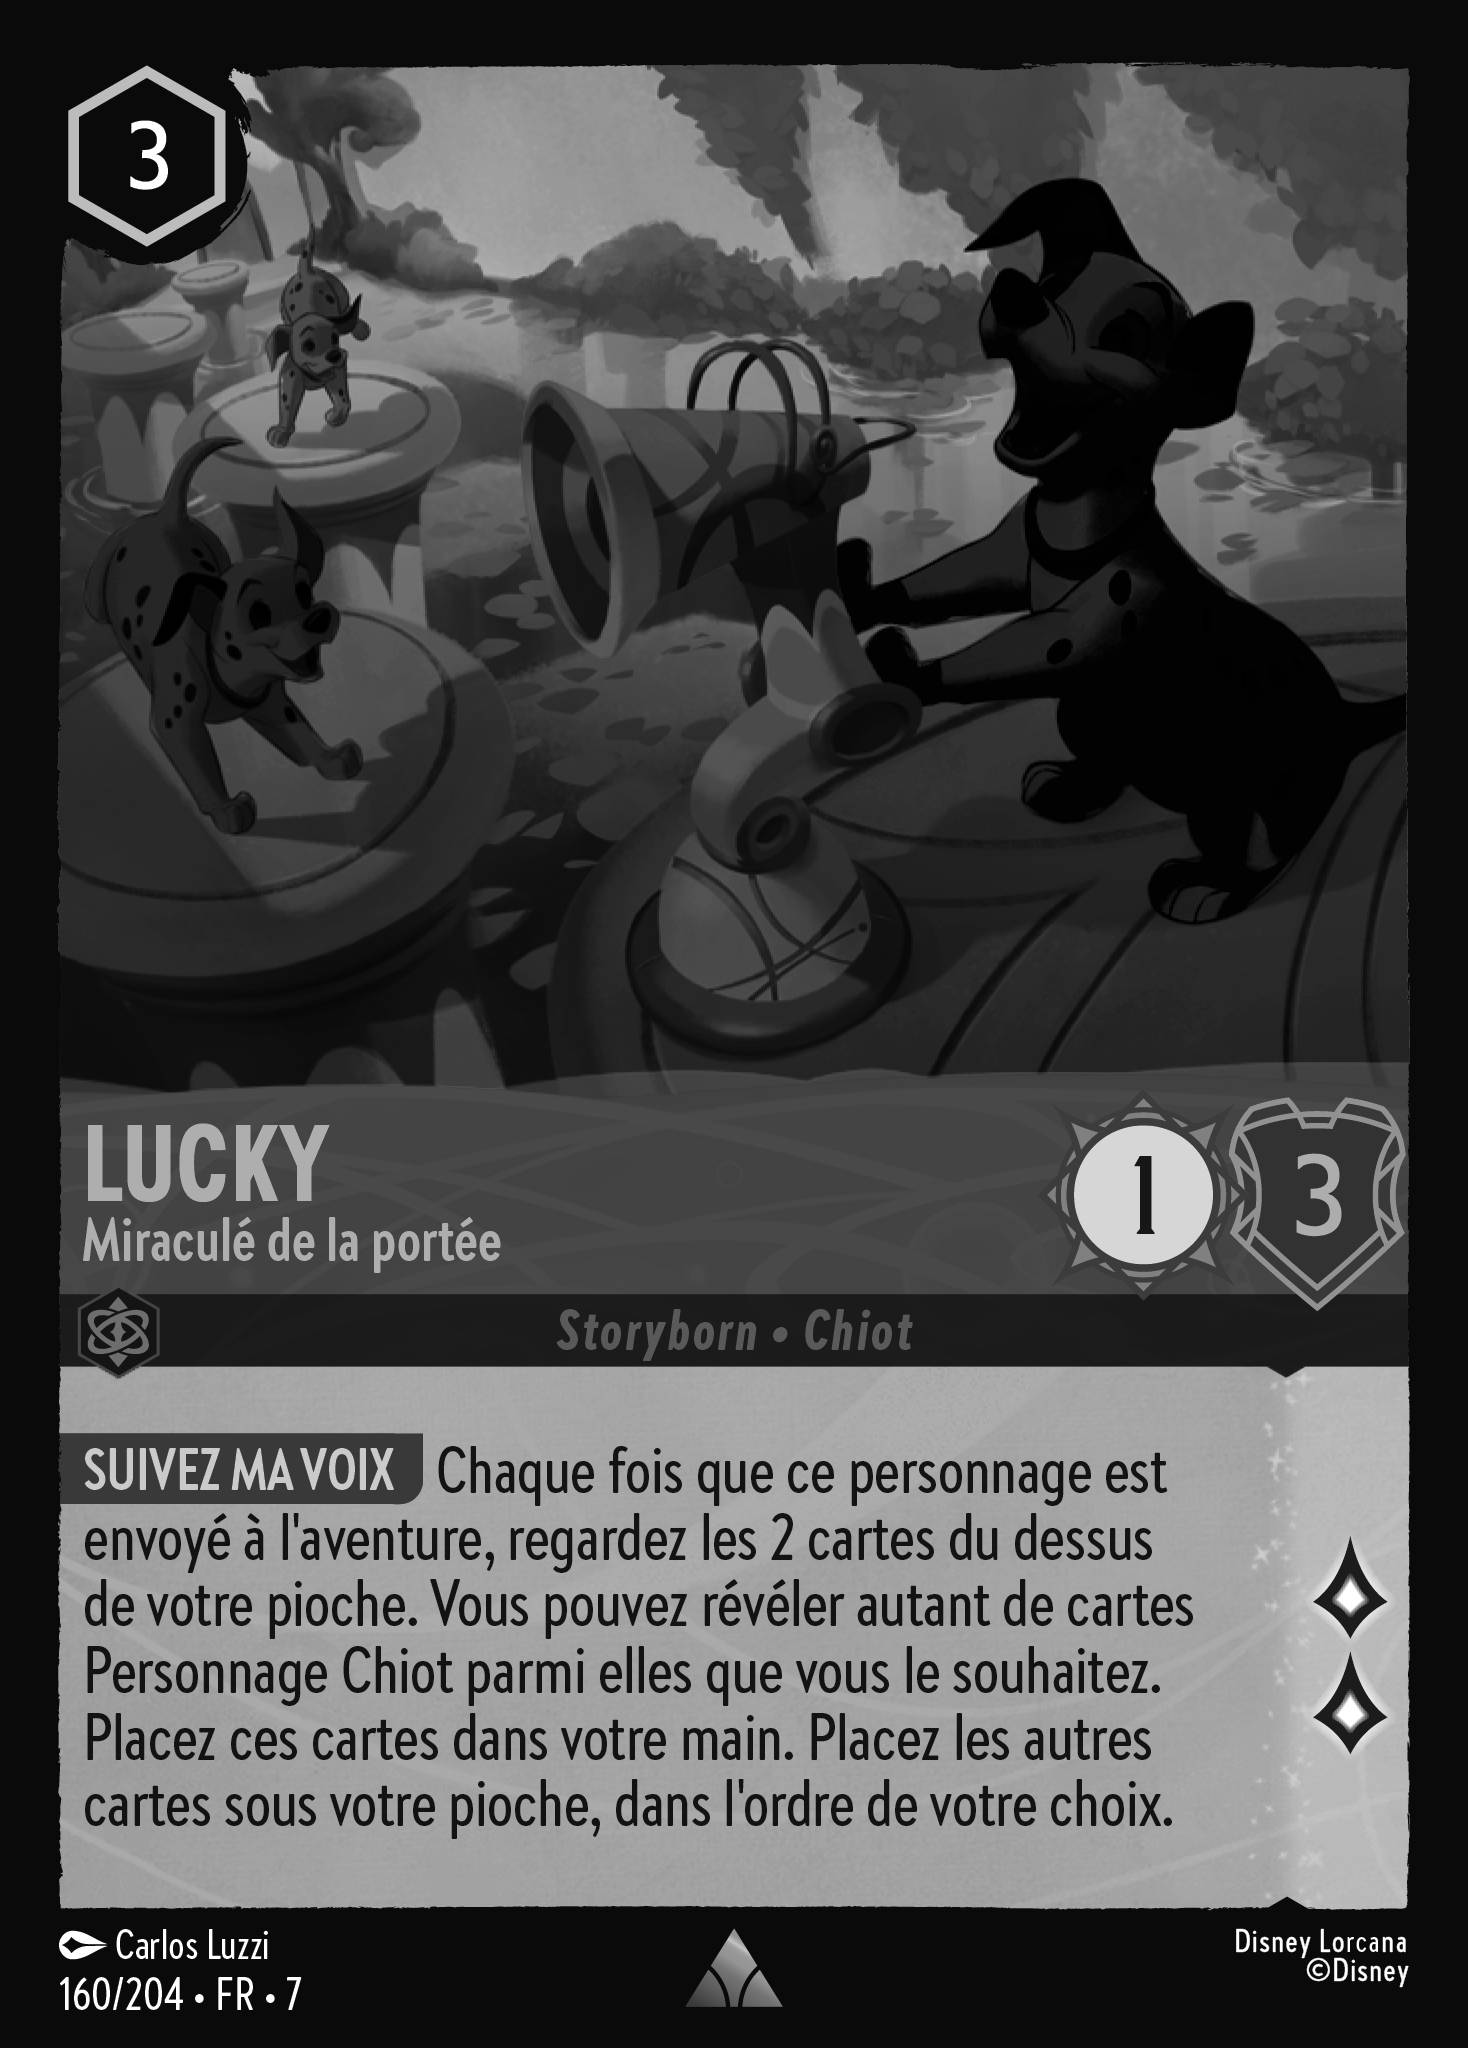 3
LUCKY
Miraculé de la portée
1
3
Storyborn • Chiot
SUIVEZ MA VOIX Chaque fois que ce personnage est
envoyé à l'aventure, regardez les 2 cartes du dessus
de votre pioche. Vous pouvez révéler autant de cartes
Personnage Chiot parmi elles que vous le souhaitez.
Placez ces cartes dans votre main. Placez les autres
cartes sous votre pioche, dans l'ordre de votre choix.
Carlos Luzzi
160/204 • FR • 7
Disney Lorcana
©Disney